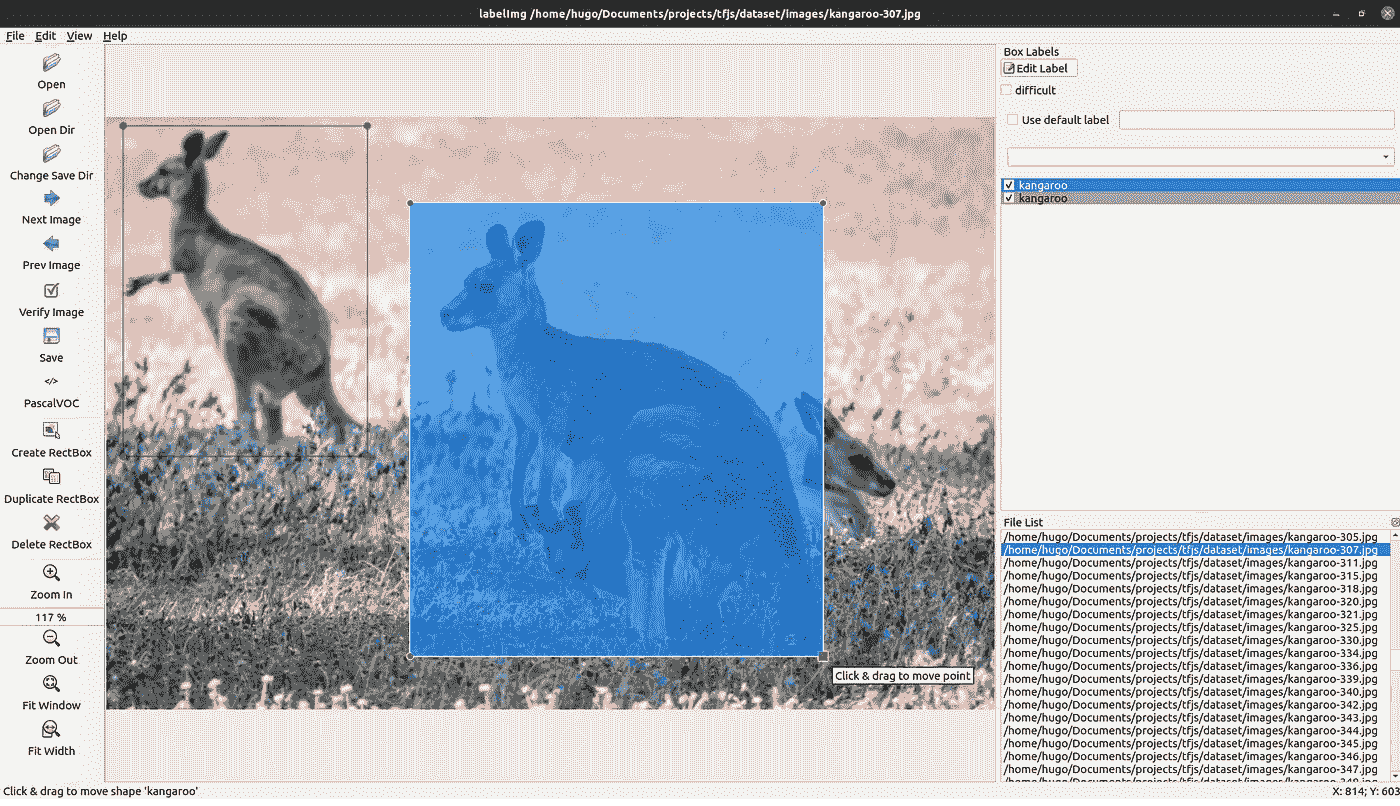 labelImg /home/hugo/Documents/projects/tfjs/dataset/images/kangaroo-307.jpg
File Edit View Help
Open
Open Dir
Change Save Dir
Next Image
Prev Image
Verify Image
Save
</>
PascalVOC
Create RectBox
Duplicate RectBox
Delete RectBox
Zoom In
117 %
Zoom Out
Fit Window
Fit Width
Click & drag to move point
Box Labels
Edit Label
difficult
Use default label
kangaroo
kangaroo
File List
/home/hugo/Documents/projects/tfjs/dataset/images/kangaroo-305.jpg
/home/hugo/Documents/projects/tfjs/dataset/images/kangaroo-307.jpg
/home/hugo/Documents/projects/tfjs/dataset/images/kangaroo-311.jpg
/home/hugo/Documents/projects/tfjs/dataset/images/kangaroo-315.jpg
/home/hugo/Documents/projects/tfjs/dataset/images/kangaroo-318.jpg
/home/hugo/Documents/projects/tfjs/dataset/images/kangaroo-320.jpg
/home/hugo/Documents/projects/tfjs/dataset/images/kangaroo-321.jpg
/home/hugo/Documents/projects/tfjs/dataset/images/kangaroo-325.jpg
/home/hugo/Documents/projects/tfjs/dataset/images/kangaroo-330.jpg
/home/hugo/Documents/projects/tfjs/dataset/images/kangaroo-334.jpg
/home/hugo/Documents/projects/tfjs/dataset/images/kangaroo-336.jpg
/home/hugo/Documents/projects/tfjs/dataset/images/kangaroo-339.jpg
/home/hugo/Documents/projects/tfjs/dataset/images/kangaroo-340.jpg
/home/hugo/Documents/projects/tfjs/dataset/images/kangaroo-342.jpg
/home/hugo/Documents/projects/tfjs/dataset/images/kangaroo-343.jpg
/home/hugo/Documents/projects/tfjs/dataset/images/kangaroo-344.jpg
/home/hugo/Documents/projects/tfjs/dataset/images/kangaroo-345.jpg
/home/hugo/Documents/projects/tfjs/dataset/images/kangaroo-346.jpg
/home/hugo/Documents/projects/tfjs/dataset/images/kangaroo-347.jpg
Click & drag to move shape 'kangaroo'
X: 814; Y: 603